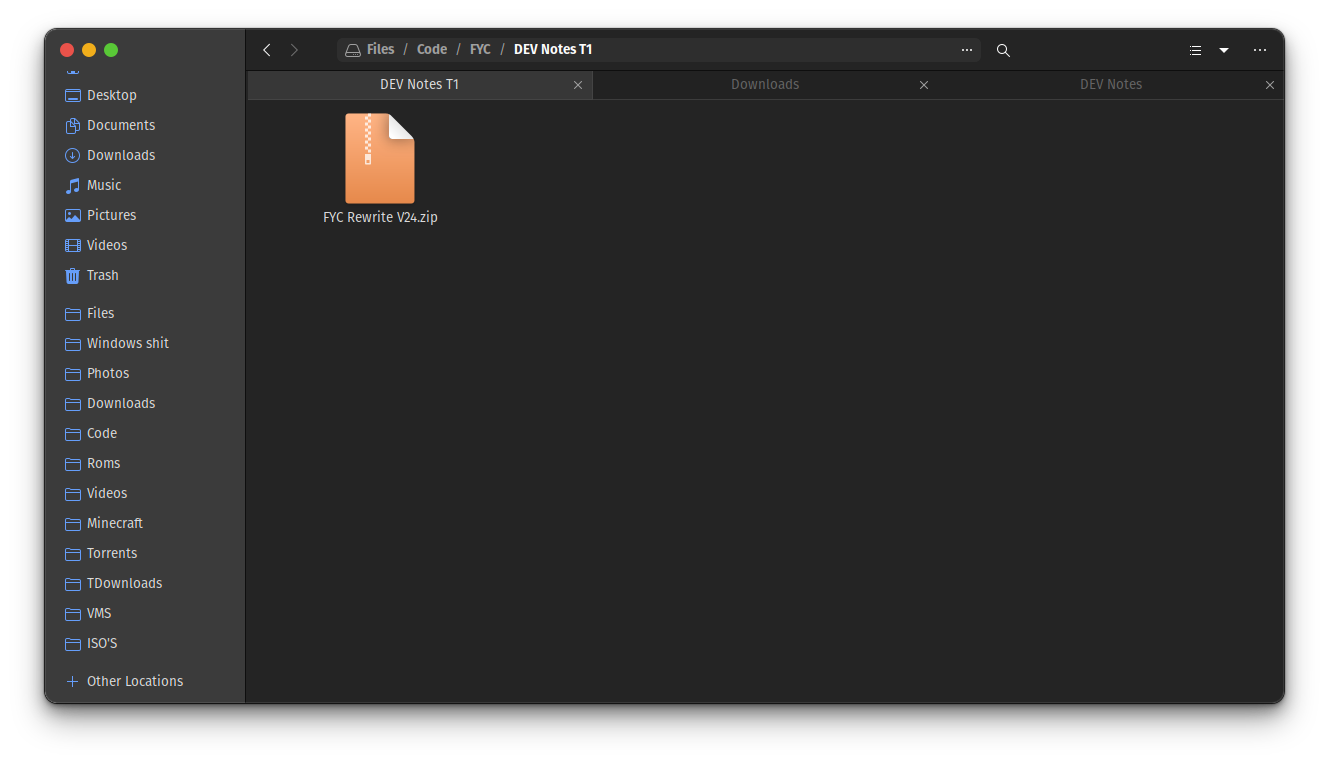 Files / Code / FYC / DEV Notes T1
DEV Notes T1
Downloads
DEV Notes
Desktop
Documents
Downloads
Music
Pictures
Videos
Trash
Files
Windows shit
Photos
Downloads
Code
Roms
Videos
Minecraft
Torrents
TDownloads
VMS
ISO'S
Other Locations
FYC Rewrite V24.zip